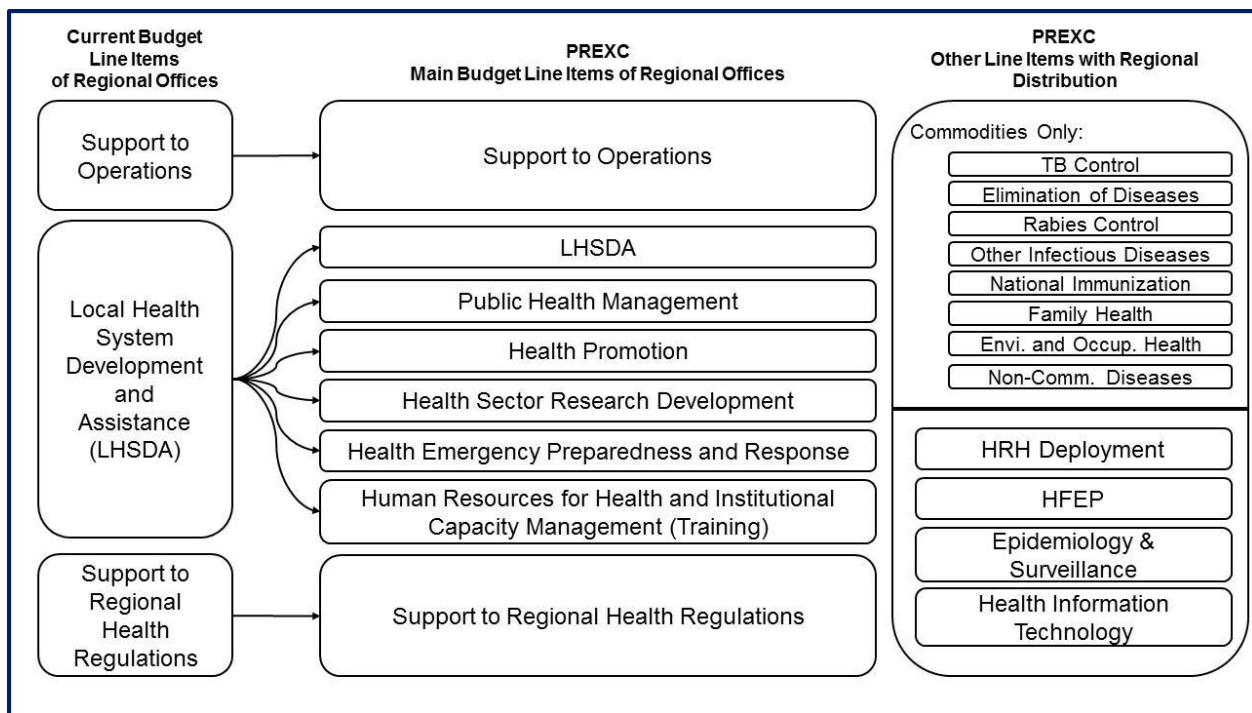 Current Budget
Line Items
of Regional Offices
Support to
Operations
Local Health
System
Development
and
Assistance
(LHSDA)
Support to
Regional
Health
Regulations
PREXC
Main Budget Line Items of Regional Offices
Support to Operations
LHSDA
Public Health Management
Health Promotion
Health Sector Research Development
Health Emergency Preparedness and Response
Human Resources for Health and Institutional
Capacity Management (Training)
Support to Regional Health Regulations
PREXC
Other Line Items with Regional
Distribution
Commodities Only:
TB Control
Elimination of Diseases
Rabies Control
Other Infectious Diseases
National Immunization
Family Health
Envi. and Occup. Health
Non-Comm. Diseases
HRH Deployment
HFEP
Epidemiology &
Surveillance
Health Information
Technology